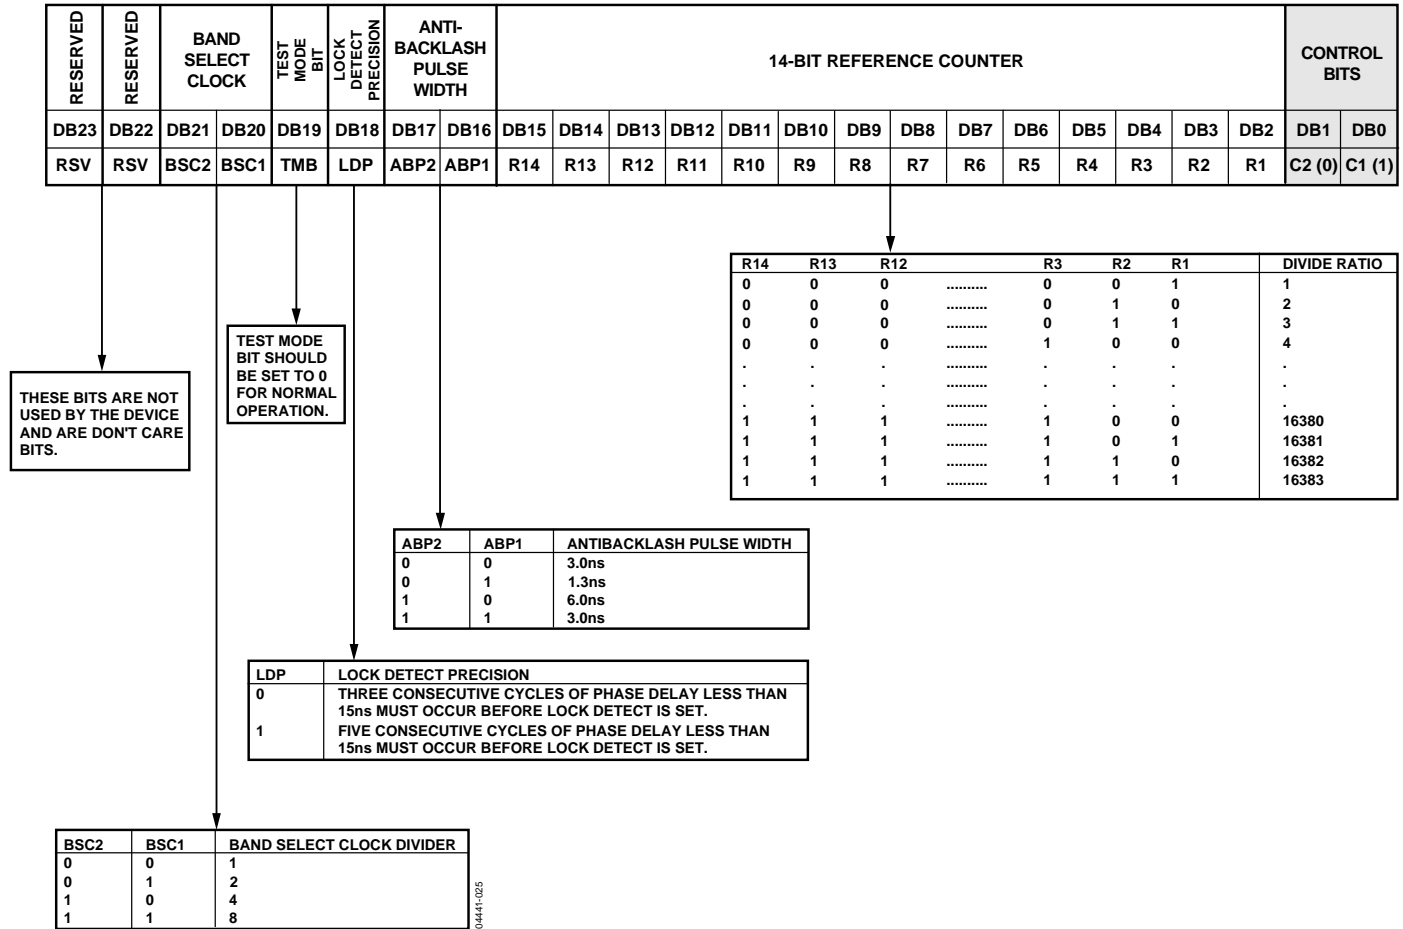 RESERVED
RESERVED
BAND
SELECT
CLOCK
TEST
MODE
BIT
LOCK
DETECT
PRECISION
ANTI-
BACKLASH
PULSE
WIDTH
14-BIT REFERENCE COUNTER
CONTROL
BITS
DB23 DB22 DB21 DB20 DB19 DB18 DB17 DB16 DB15 DB14 DB13 DB12 DB11 DB10 DB9 DB8 DB7 DB6 DB5 DB4 DB3 DB2 DB1 DB0
RSV RSV BSC2 BSC1 TMB LDP ABP2 ABP1 R14 R13 R12 R11 R10 R9 R8 R7 R6 R5 R4 R3 R2 R1 C2 (0) C1 (1)
R14 R13 R12 R3 R2 R1 DIVIDE RATIO
0 0 0 .......... 0 0 1 1
0 0 0 .......... 0 1 0 2
0 0 0 .......... 0 1 1 3
0 0 0 .......... 1 0 0 4
. . . .......... . . . .
. . . .......... . . . .
. . . .......... . . . .
1 1 1 .......... 1 0 0 16380
1 1 1 .......... 1 0 1 16381
1 1 1 .......... 1 1 0 16382
1 1 1 .......... 1 1 1 16383
TEST MODE
BIT SHOULD
BE SET TO 0
FOR NORMAL
OPERATION.
THESE BITS ARE NOT
USED BY THE DEVICE
AND ARE DON'T CARE
BITS.
ABP2 ABP1 ANTIBACKLASH PULSE WIDTH
0 0 3.0ns
0 1 1.3ns
1 0 6.0ns
1 1 3.0ns
LDP LOCK DETECT PRECISION
0 THREE CONSECUTIVE CYCLES OF PHASE DELAY LESS THAN
15ns MUST OCCUR BEFORE LOCK DETECT IS SET.
1 FIVE CONSECUTIVE CYCLES OF PHASE DELAY LESS THAN
15ns MUST OCCUR BEFORE LOCK DETECT IS SET.
BSC2 BSC1 BAND SELECT CLOCK DIVIDER
0 0 1
0 1 2
1 0 4
1 1 8
04441-025